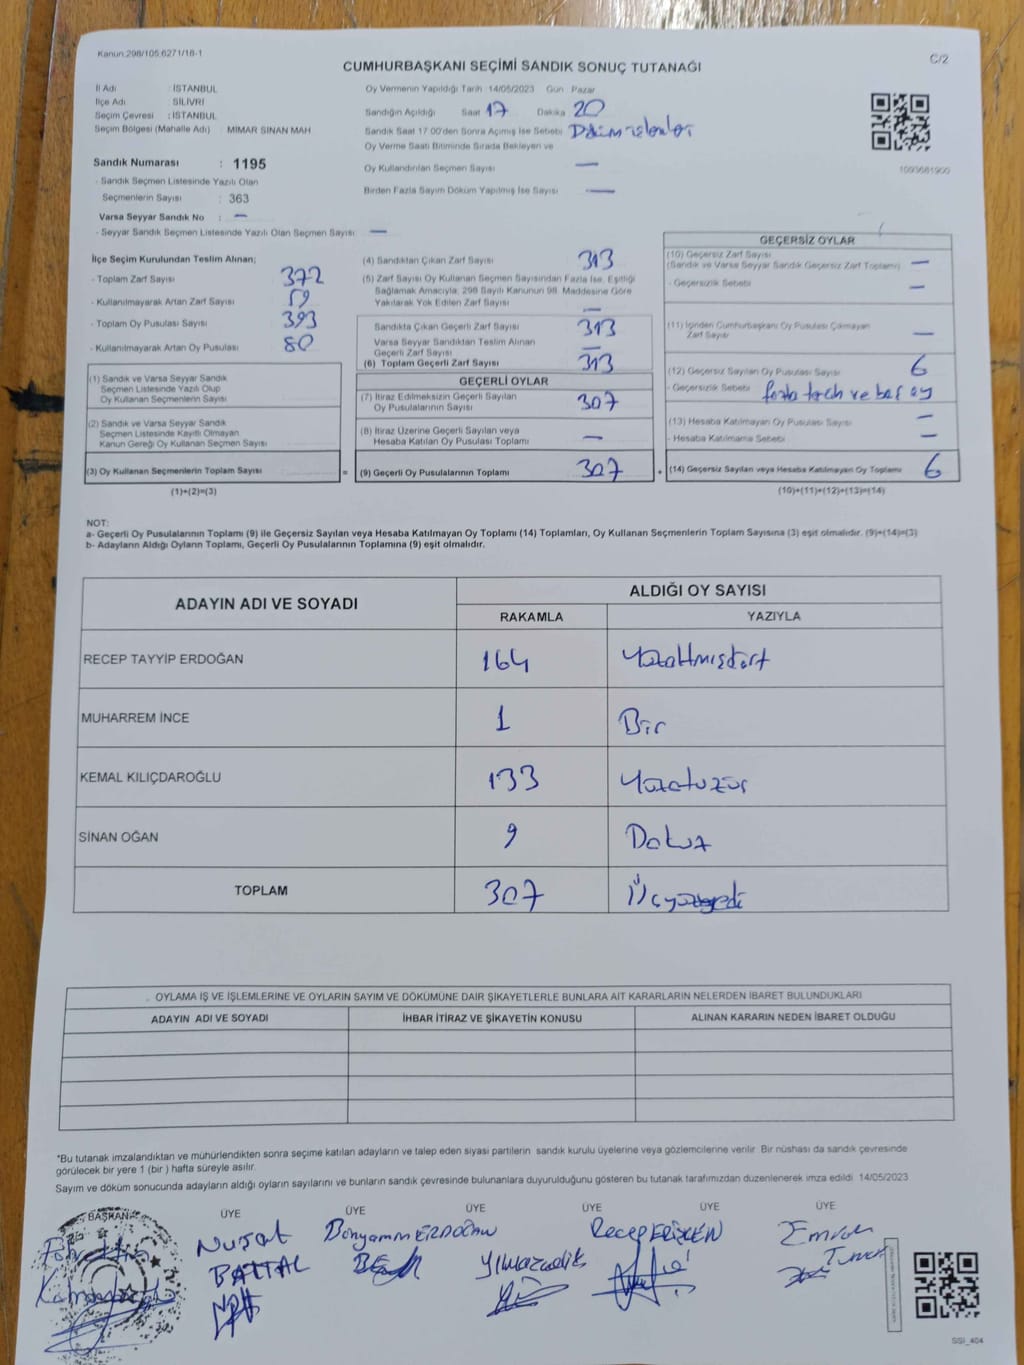 Kanun:298/105.6271/18-1
C/2
CUMHURBAŞKANI SEÇİMİ SANDIK SONUÇ TUTANAĞI
İl Adı : İSTANBUL
İlçe Adı : SİLİVRİ
Seçim Çevresi : İSTANBUL
Seçim Bölgesi (Mahalle Adı) : MIMAR SINAN MAH
Sandık Numarası : 1195
- Sandık Seçmen Listesinde Yazılı Olan
Seçmenlerin Sayısı : 363
Varsa Seyyar Sandık No : —
- Seyyar Sandık Seçmen Listesinde Yazılı Olan Seçmen Sayısı : —
Oy Vermenin Yapıldığı Tarih :14/05/2023 Gün : Pazar
Sandığın Açıldığı Saat 17 Dakika 20
Sandık Saat 17:00'den Sonra Açmış İse Sebebi
Oy Verme Saati Bitiminde Sırada Bekleyen ve
Oy Kullandırılan Seçmen Sayısı —
Birden Fazla Sayım Döküm Yapılmış İse Sayısı —
1093681900
İlçe Seçim Kurulundan Teslim Alınan;
- Toplam Zarf Sayısı 372
- Kullanılmayarak Artan Zarf Sayısı 59
- Toplam Oy Pusulası Sayısı 393
- Kullanılmayarak Artan Oy Pusulası 80
(1) Sandık ve Varsa Seyyar Sandık
Seçmen Listesinde Yazılı Olup
Oy Kullanan Seçmenlerin Sayısı
(2) Sandık ve Varsa Seyyar Sandık
Seçmen Listesinde Kayıtlı Olmayan
Kanun Gereği Oy Kullanan Seçmen Sayısı
(3) Oy Kullanan Seçmenlerin Toplam Sayısı =
(1)+(2)=(3)
(4) Sandıktan Çıkan Zarf Sayısı 313
(5) Zarf Sayısı Oy Kullanan Seçmen Sayısından Fazla İse, Eşitliği
Sağlamak Amacıyla; 298 Sayılı Kanunun 98. Maddesine Göre
Yakılarak Yok Edilen Zarf Sayısı —
Sandıkta Çıkan Geçerli Zarf Sayısı 313
Varsa Seyyar Sandıktan Teslim Alınan
Geçerli Zarf Sayısı —
(6) Toplam Geçerli Zarf Sayısı 313
GEÇERLİ OYLAR
(7) İtiraz Edilmeksizin Geçerli Sayılan
Oy Pusulalarının Sayısı 307
(8) İtiraz Üzerine Geçerli Sayılan veya
Hesaba Katılan Oy Pusulası Toplamı —
(9) Geçerli Oy Pusulalarının Toplamı 307 +
GEÇERSİZ OYLAR
(10) Geçersiz Zarf Sayısı
(Sandık ve Varsa Seyyar Sandık Geçersiz Zarf Toplamı) —
- Geçersizlik Sebebi —
(11) İçinden Cumhurbaşkanı Oy Pusulası Çıkmayan
Zarf Sayısı —
(12) Geçersiz Sayılan Oy Pusulası Sayısı 6
- Geçersizlik Sebebi fazla tercih ve boş oy
(13) Hesaba Katılmayan Oy Pusulası Sayısı —
- Hesaba Katılmama Sebebi —
(14) Geçersiz Sayılan veya Hesaba Katılmayan Oy Toplamı 6
(10)+(11)+(12)+(13)=(14)
NOT:
a- Geçerli Oy Pusulalarının Toplamı (9) ile Geçersiz Sayılan veya Hesaba Katılmayan Oy Toplamı (14) Toplamları, Oy Kullanan Seçmenlerin Toplam Sayısına (3) eşit olmalıdır. (9)+(14)=(3)
b- Adayların Aldığı Oyların Toplamı, Geçerli Oy Pusulalarının Toplamına (9) eşit olmalıdır.
ADAYIN ADI VE SOYADI
ALDIĞI OY SAYISI
RAKAMLA YAZIYLA
RECEP TAYYİP ERDOĞAN 164 Yüzaltmışdört
MUHARREM İNCE 1 Bir
KEMAL KILIÇDAROĞLU 133 Yüzotuzüç
SİNAN OĞAN 9 Dokuz
TOPLAM 307 Üçyüzyedi
OYLAMA İŞ VE İŞLEMLERİNE VE OYLARIN SAYIM VE DÖKÜMÜNE DAİR ŞİKAYETLERLE BUNLARA AİT KARARLARIN NELERDEN İBARET BULUNDUKLARI
ADAYIN ADI VE SOYADI İHBAR İTİRAZ VE ŞİKAYETİN KONUSU ALINAN KARARIN NEDEN İBARET OLDUĞU
*Bu tutanak imzalandıktan ve mühürlendikten sonra seçime katılan adayların ve talep eden siyasi partilerin sandık kurulu üyelerine veya gözlemcilerine verilir. Bir nüshası da sandık çevresinde
görülecek bir yere 1 (bir ) hafta süreyle asılır.
Sayım ve döküm sonucunda adayların aldığı oyların sayılarını ve bunların sandık çevresinde bulunanlara duyurulduğunu gösteren bu tutanak tarafımızdan düzenlenerek imza edildi 14/05/2023
BAŞKAN ÜYE ÜYE ÜYE ÜYE ÜYE ÜYE
Nusat
BATTAL
Bünyamin ERDOĞAN
Yılmaz
Recep
Emrah
SSI_404